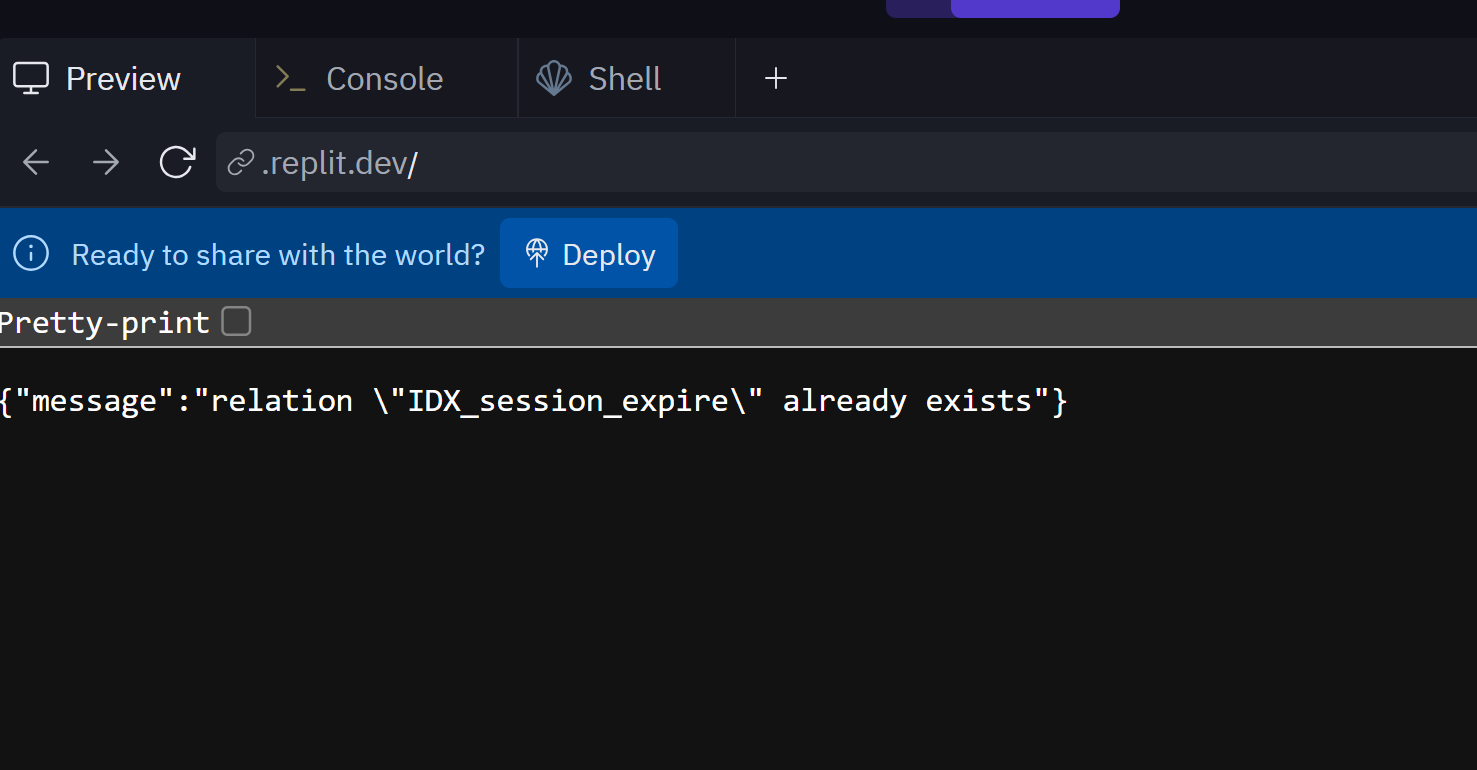 Preview Console Shell +
.replit.dev/
Ready to share with the world? Deploy
Pretty-print
{"message":"relation \"IDX_session_expire\" already exists"}